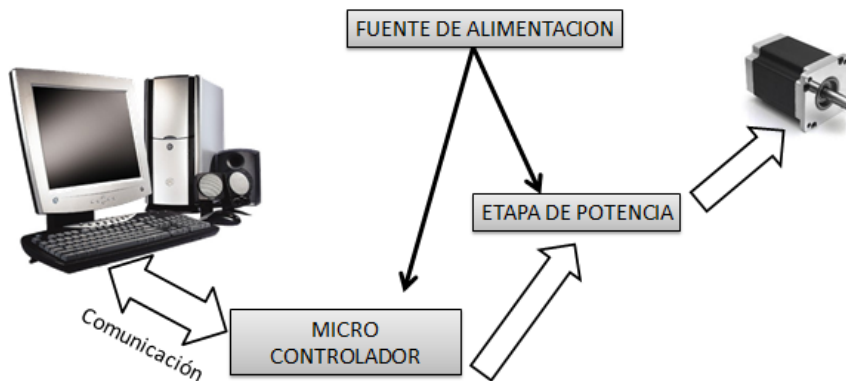 FUENTE DE ALIMENTACION
ETAPA DE POTENCIA
Comunicación
MICRO
CONTROLADOR